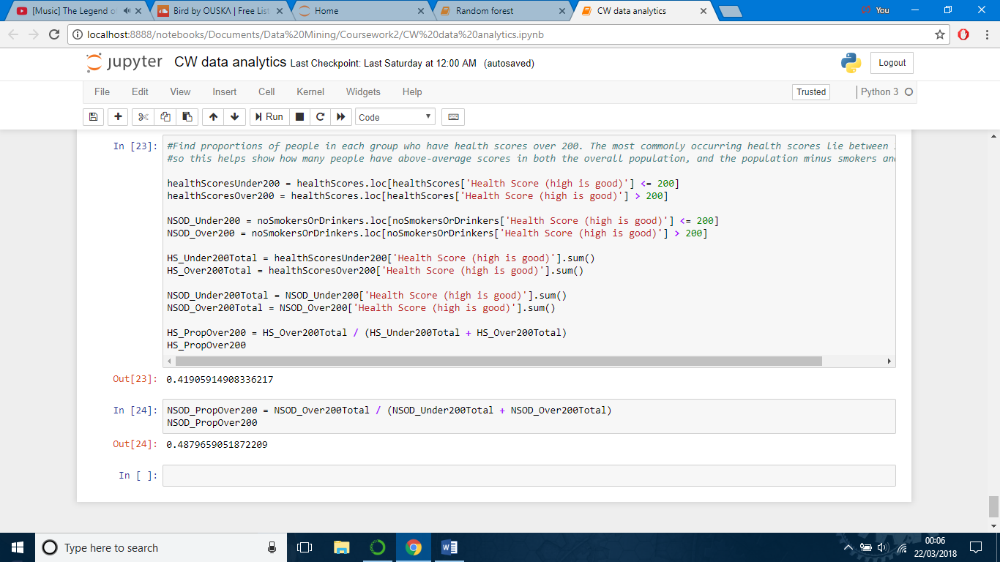 [Music] The Legend o
Bird by OUSKΛ | Free List
Home
Random forest
CW data analytics
You
localhost:8888/notebooks/Documents/Data%20Mining/Coursework2/CW%20data%20analytics.ipynb
jupyter CW data analytics Last Checkpoint: Last Saturday at 12:00 AM (autosaved)
Logout
File Edit View Insert Cell Kernel Widgets Help
Trusted
Python 3
Run
Code
In [23]:
#Find proportions of people in each group who have health scores over 200. The most commonly occurring health scores lie between
#so this helps show how many people have above-average scores in both the overall population, and the population minus smokers an
healthScoresUnder200 = healthScores.loc[healthScores['Health Score (high is good)'] <= 200]
healthScoresOver200 = healthScores.loc[healthScores['Health Score (high is good)'] > 200]
NSOD_Under200 = noSmokersOrDrinkers.loc[noSmokersOrDrinkers['Health Score (high is good)'] <= 200]
NSOD_Over200 = noSmokersOrDrinkers.loc[noSmokersOrDrinkers['Health Score (high is good)'] > 200]
HS_Under200Total = healthScoresUnder200['Health Score (high is good)'].sum()
HS_Over200Total = healthScoresOver200['Health Score (high is good)'].sum()
NSOD_Under200Total = NSOD_Under200['Health Score (high is good)'].sum()
NSOD_Over200Total = NSOD_Over200['Health Score (high is good)'].sum()
HS_PropOver200 = HS_Over200Total / (HS_Under200Total + HS_Over200Total)
HS_PropOver200
Out[23]: 0.41905914908336217
In [24]:
NSOD_PropOver200 = NSOD_Over200Total / (NSOD_Under200Total + NSOD_Over200Total)
NSOD_PropOver200
Out[24]: 0.4879659051872209
In [ ]:
Type here to search
00:06
22/03/2018